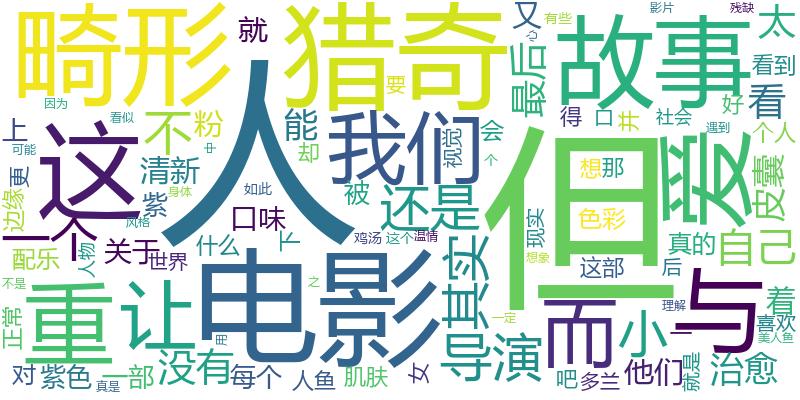 畸形
就
猎奇
又
有些
影片
残缺
心
故事
太
因为
看似
人
要
最后
看到
看
好
上
可能
这
不
粉
能
我们
视觉
会
得
口
并
社会
遇到
个人
更
清新
中
却
个
但
想
那
爱
皮囊
边缘
紫
身体
如此
被
还是
色彩
一个
风格
口味
鸡汤
这个
温情
其实
现实
真的
自己
配乐
人物
关于
世界
什么
下
想象
这部
后
与
不是
正常
重
让
之
电影
用
一定
导演
而
小
一
理解
着
喜欢
美人鱼
对
紫色
真是
一部
没有
每个
人鱼
肌肤
女
吧
多兰
他们
就是
治愈